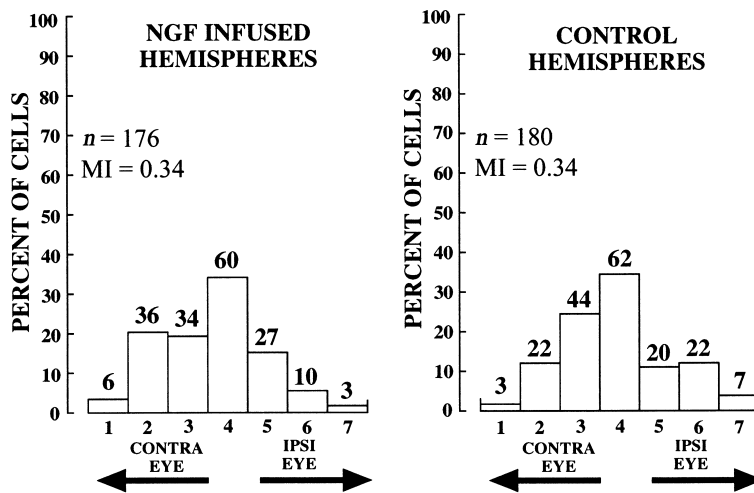 NGF INFUSED
HEMISPHERES
PERCENT OF CELLS
100
90
80
70
60
50
40
30
20
10
0
n = 176
MI = 0.34
6
36
34
60
27
10
3
1 2 3 4 5 6 7
CONTRA
EYE
IPSI
EYE
CONTROL
HEMISPHERES
PERCENT OF CELLS
100
90
80
70
60
50
40
30
20
10
0
n = 180
MI = 0.34
3
22
44
62
20
22
7
1 2 3 4 5 6 7
CONTRA
EYE
IPSI
EYE